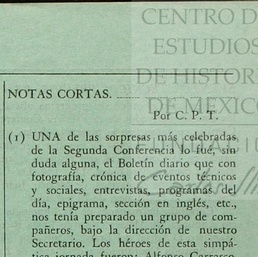 CENTRO D
ESTUDIOS
DE HISTOR
DE MEXICO
NOTAS CORTAS.
Por C. P. T.
(1) UNA de las sorpresas más celebradas
de la Segunda Conferencia lo fué, sin
duda alguna, el Boletín diario que con
fotografía, crónica de eventos técnicos
y sociales, entrevistas, programas del
día, epigrama, sección en inglés, etc.,
nos tenía preparado un grupo de com-
pañeros, bajo la dirección de nuestro
Secretario. Los héroes de esta simpá-
tica jornada fueron: Alfonso Carrasco